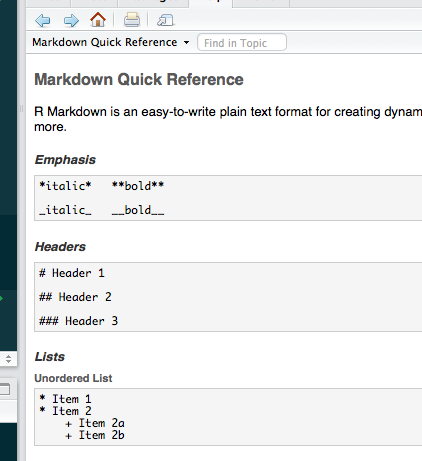 Markdown Quick Reference
Find in Topic
Markdown Quick Reference
R Markdown is an easy-to-write plain text format for creating
more.
Emphasis
*italic*   **bold**
_italic_   __bold__
Headers
# Header 1
## Header 2
### Header 3
Lists
Unordered List
* Item 1
* Item 2
    + Item 2a
    + Item 2b